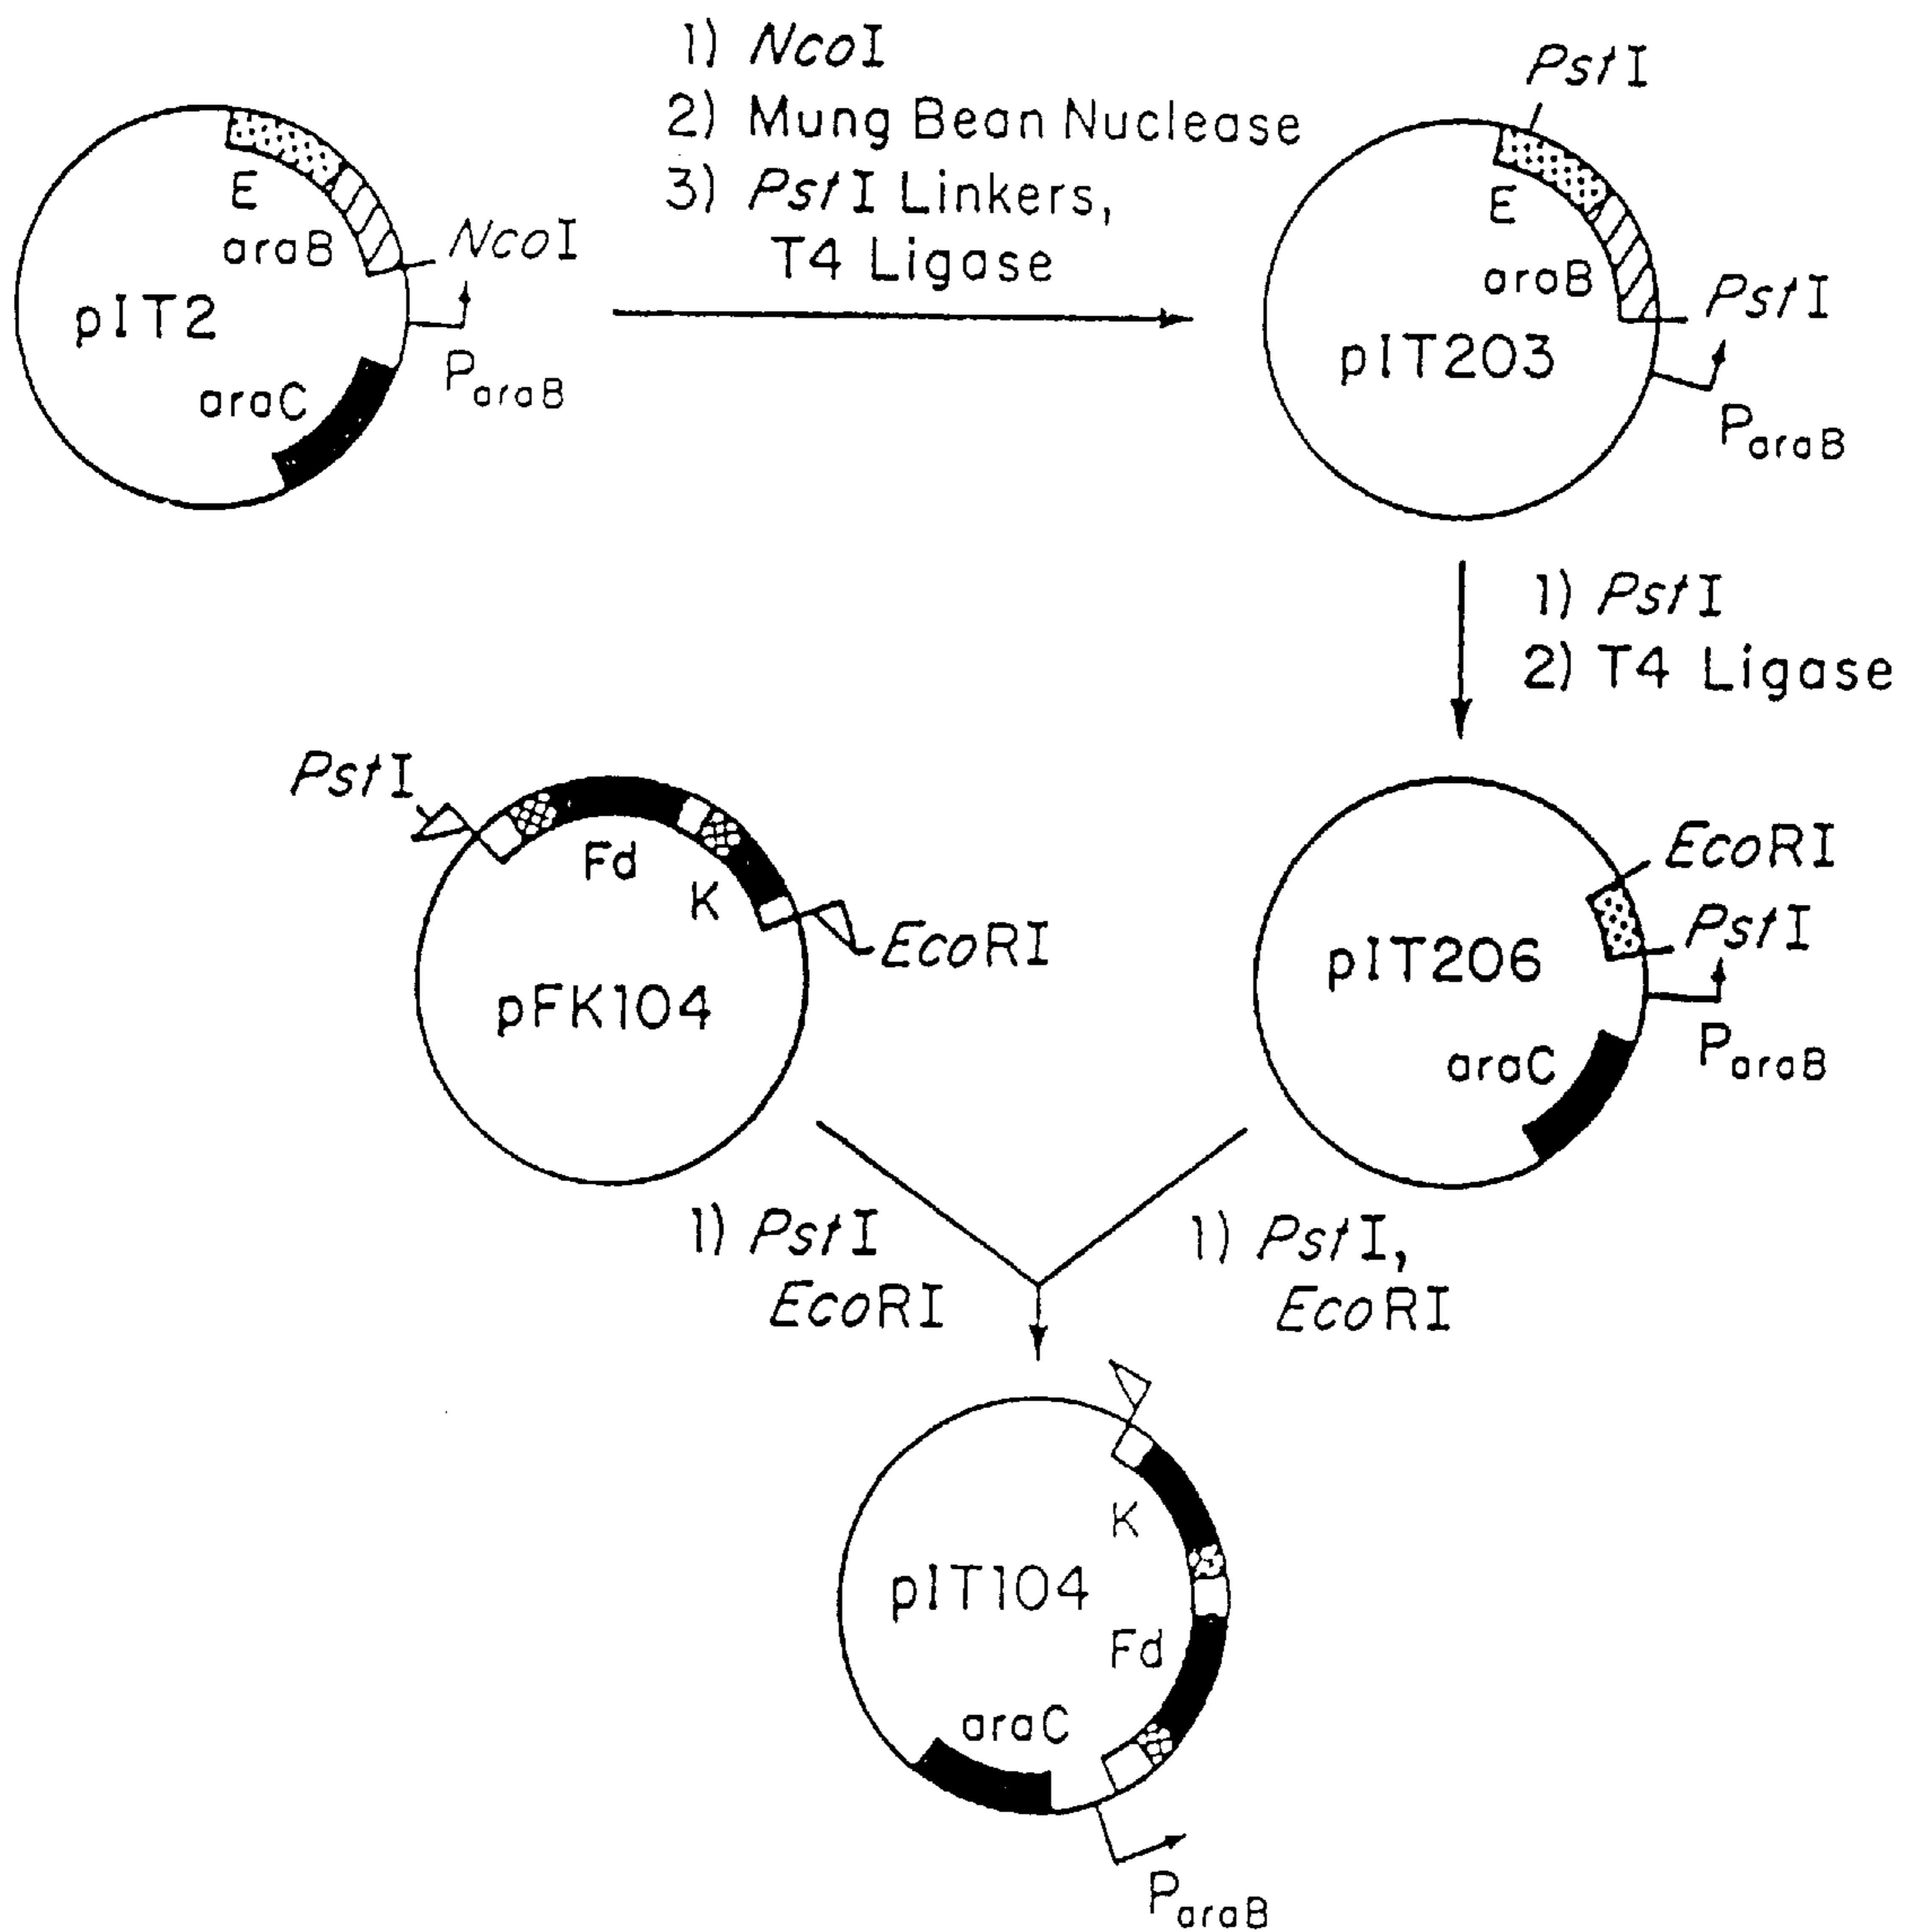 1) NcoI
2) Mung Bean Nuclease
3) PstI Linkers,
T4 Ligase
E
araB
NcoI
pIT2
araC
ParaB
PstI
E
araB
PstI
pIT203
ParaB
1) PstI
2) T4 Ligase
PstI
Fd
K
EcoRI
pFK104
EcoRI
PstI
pIT206
araC
ParaB
1) PstI
EcoRI
1) PstI,
EcoRI
K
pIT104
Fd
araC
ParaB